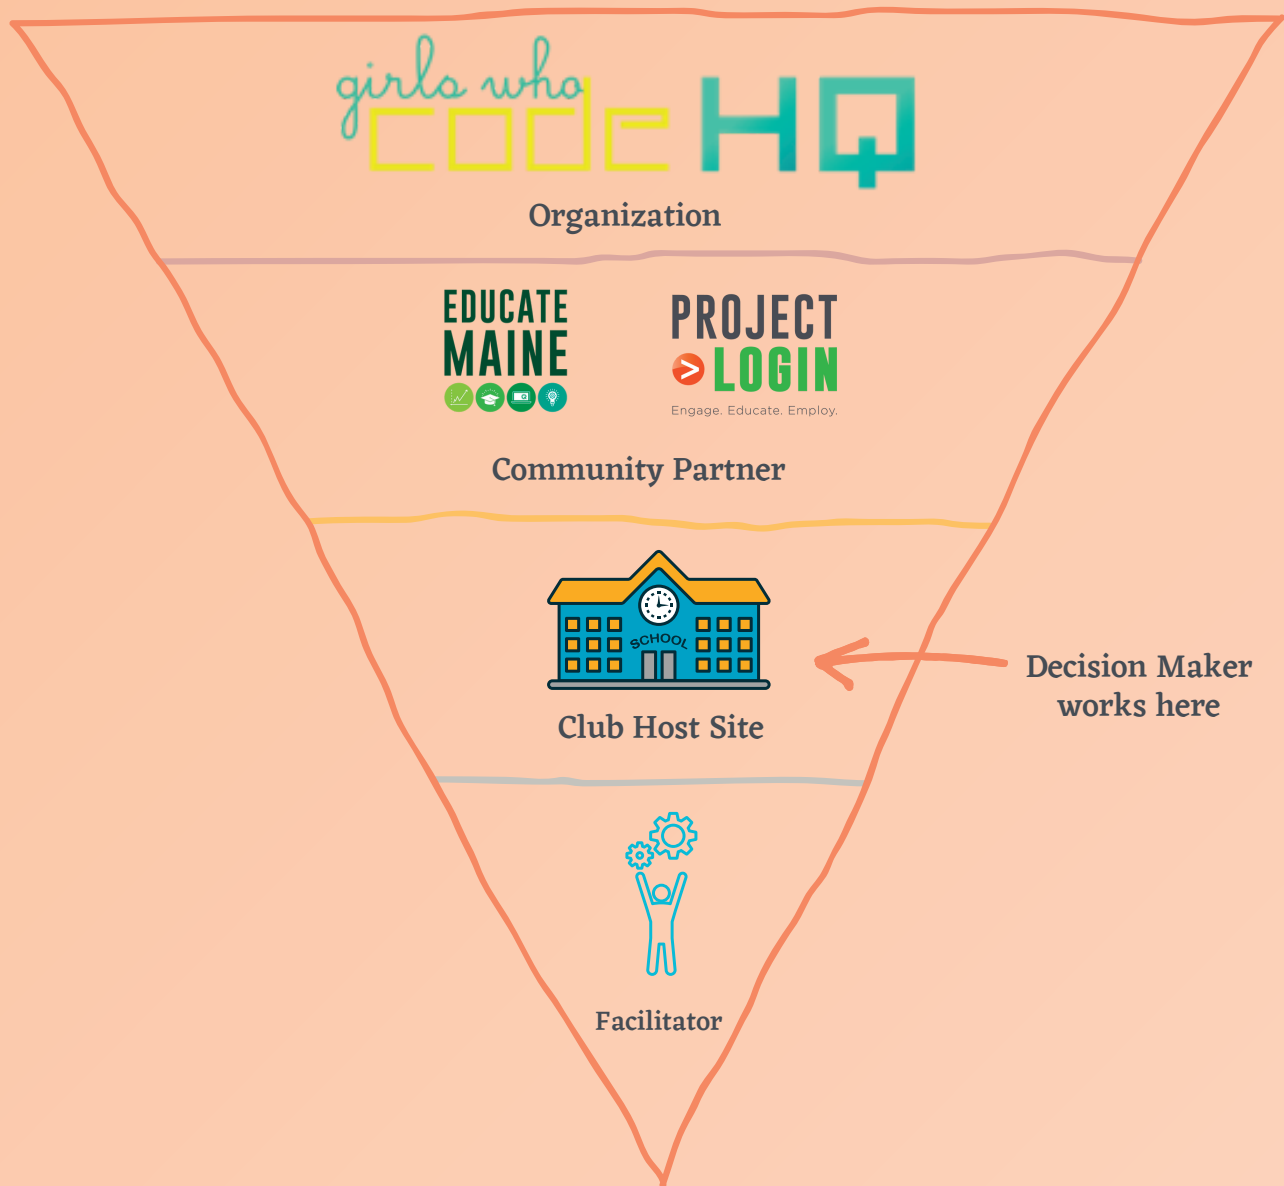 girls who
code HQ
Organization
EDUCATE
MAINE
PROJECT
> LOGIN
Engage. Educate. Employ.
Community Partner
SCHOOL
Club Host Site
Decision Maker
works here
Facilitator